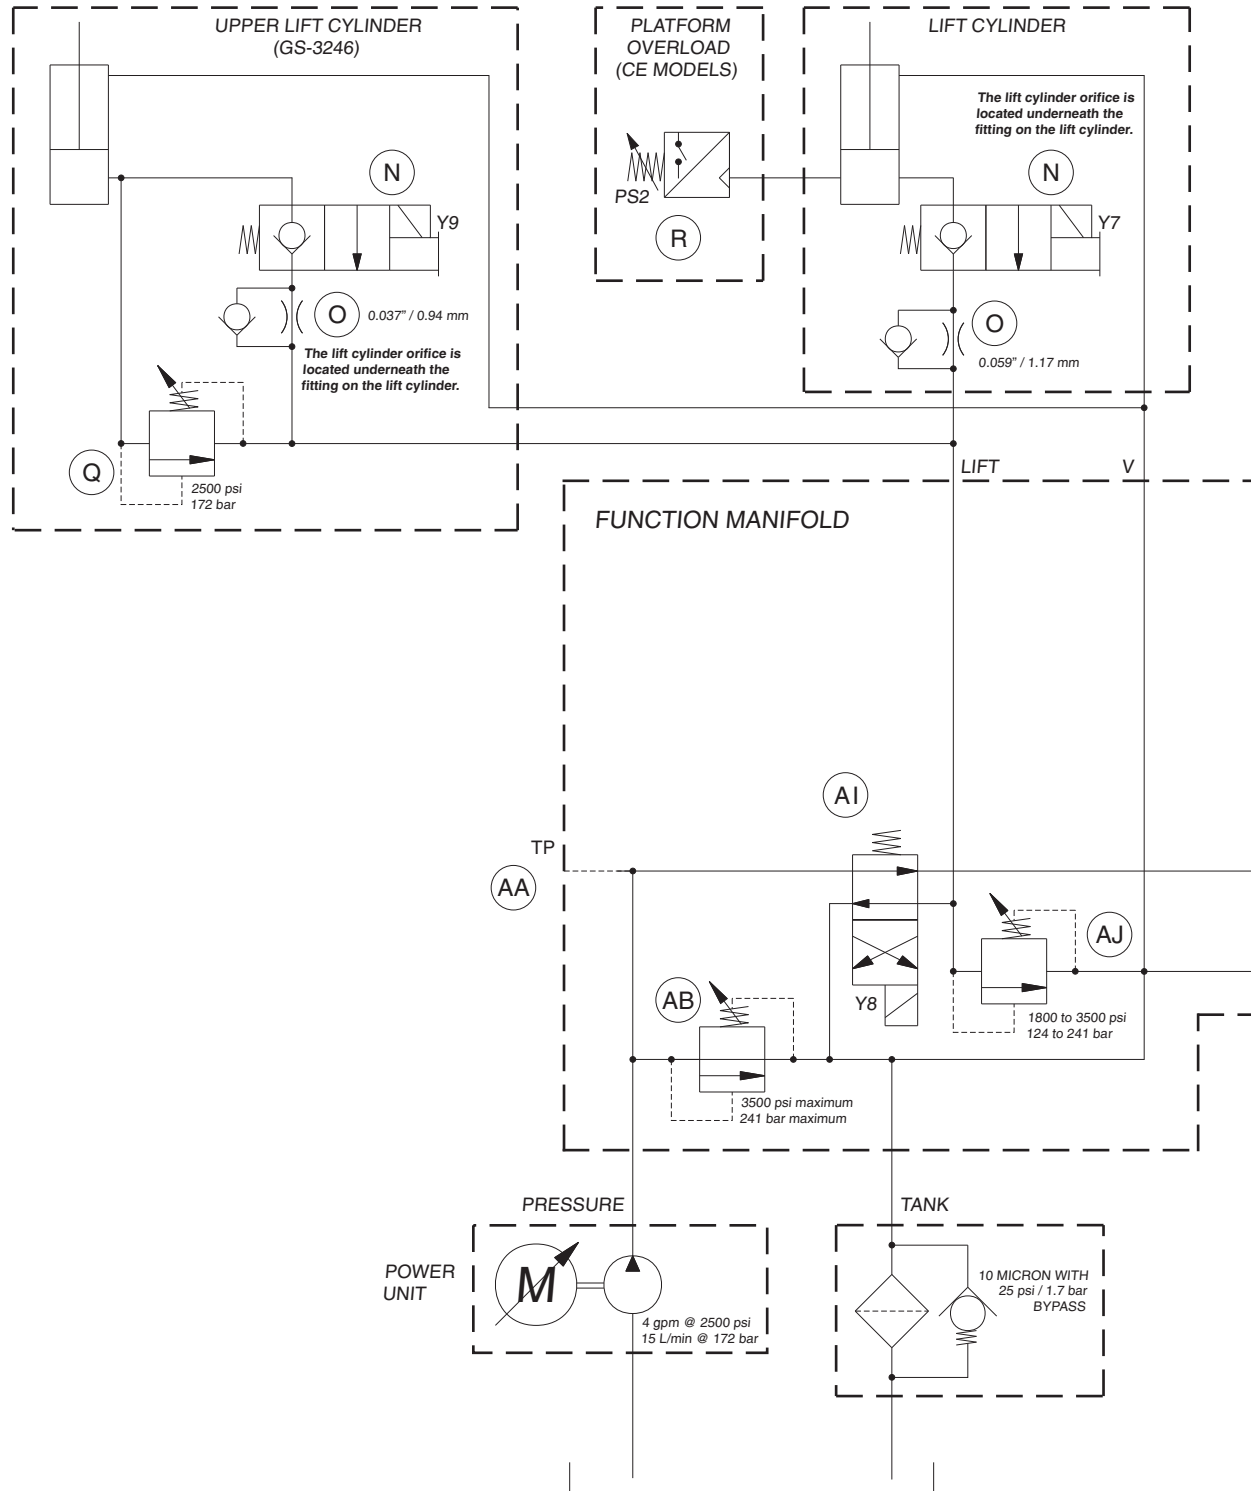 UPPER LIFT CYLINDER
(GS-3246)
PLATFORM
OVERLOAD
(CE MODELS)
LIFT CYLINDER
The lift cylinder orifice is
located underneath the
fitting on the lift cylinder.
N
Y9
PS2
R
N
Y7
O
0.037” / 0.94 mm
The lift cylinder orifice is
located underneath the
fitting on the lift cylinder.
O
0.059” / 1.17 mm
Q
2500 psi
172 bar
LIFT
V
FUNCTION MANIFOLD
AI
TP
AA
AJ
Y8
1800 to 3500 psi
124 to 241 bar
AB
3500 psi maximum
241 bar maximum
PRESSURE
TANK
POWER
UNIT
M
4 gpm @ 2500 psi
15 L/min @ 172 bar
10 MICRON WITH
25 psi / 1.7 bar
BYPASS